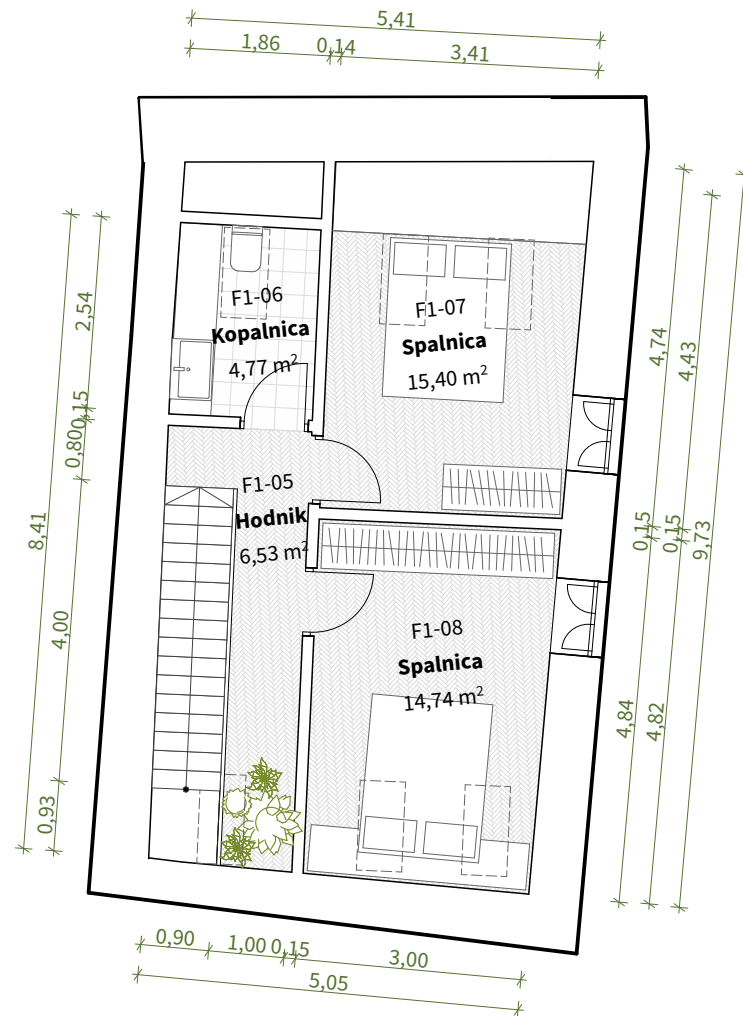 5,41
1,86 0,14 3,41
F1-06
Kopalnica
4,77 m²
F1-07
Spalnica
15,40 m²
F1-05
Hodnik
6,53 m²
F1-08
Spalnica
14,74 m²
2,54
0,15
0,80
8,41
4,00
0,93
4,74
4,43
0,15
0,15
9,73
4,84
4,82
0,90 1,00 0,15 3,00
5,05